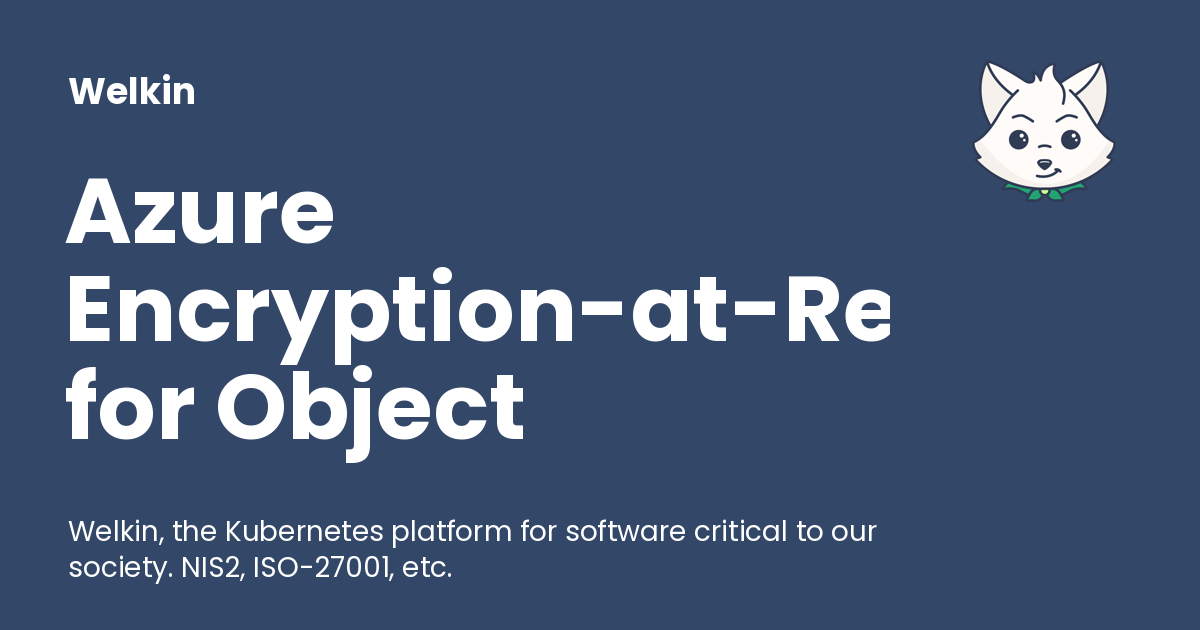 Welkin
Azure
Encryption-at-Re
for Object
Welkin, the Kubernetes platform for software critical to our
society. NIS2, ISO-27001, etc.